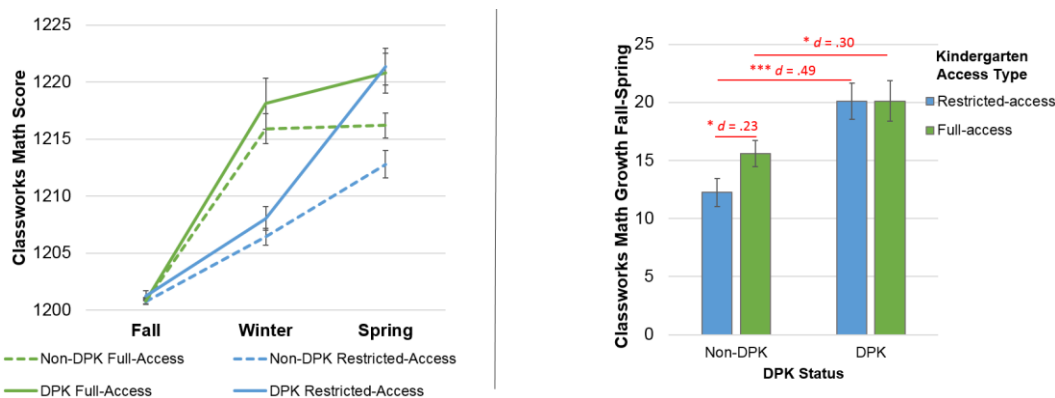 Classworks Math Score
1225
1220
1215
1210
1205
1200
Fall Winter Spring
Non-DPK Full-Access Non-DPK Restricted-Access
DPK Full-Access DPK Restricted-Access
Classworks Math Growth Fall-Spring
25
20
15
10
5
0
* d = .30
*** d = .49
* d = .23
Non-DPK DPK
DPK Status
Kindergarten
Access Type
Restricted-access
Full-access